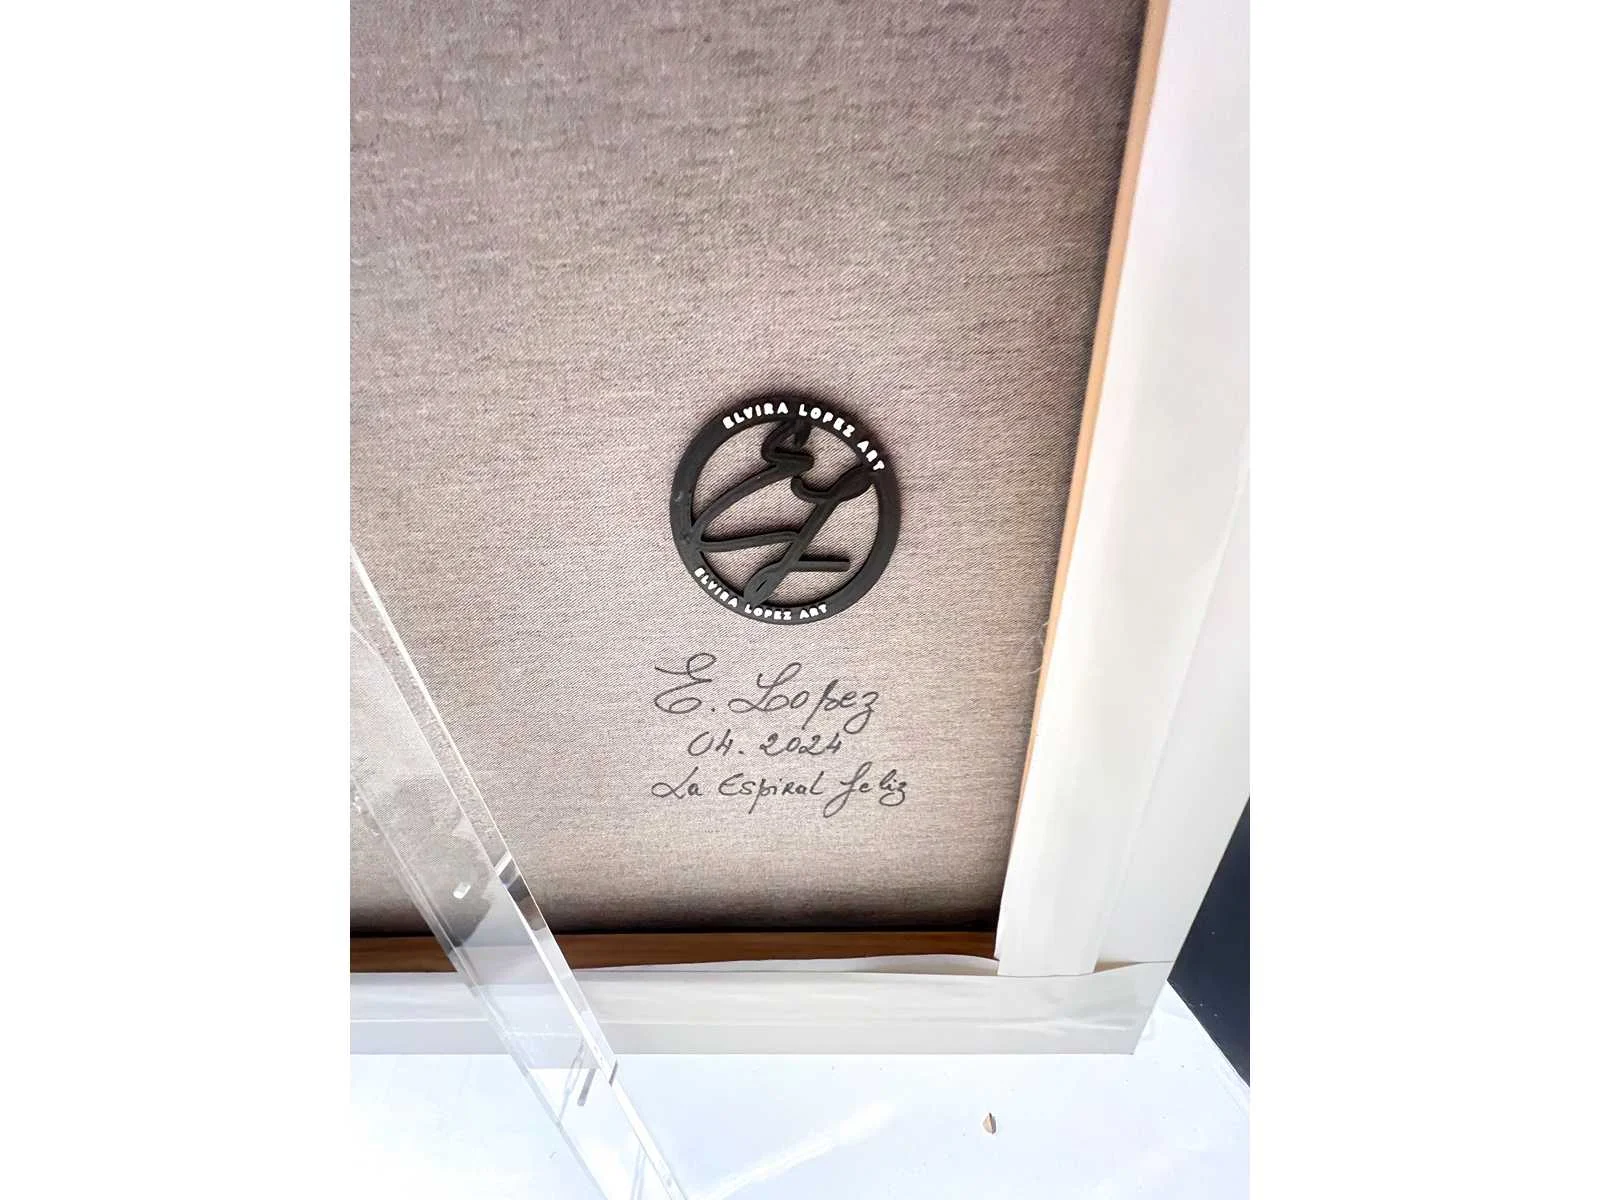 ELVIRA LOPEZ ART
ELVIRA LOPEZ ART
E. Lopez
04. 2024
La Espiral feliz